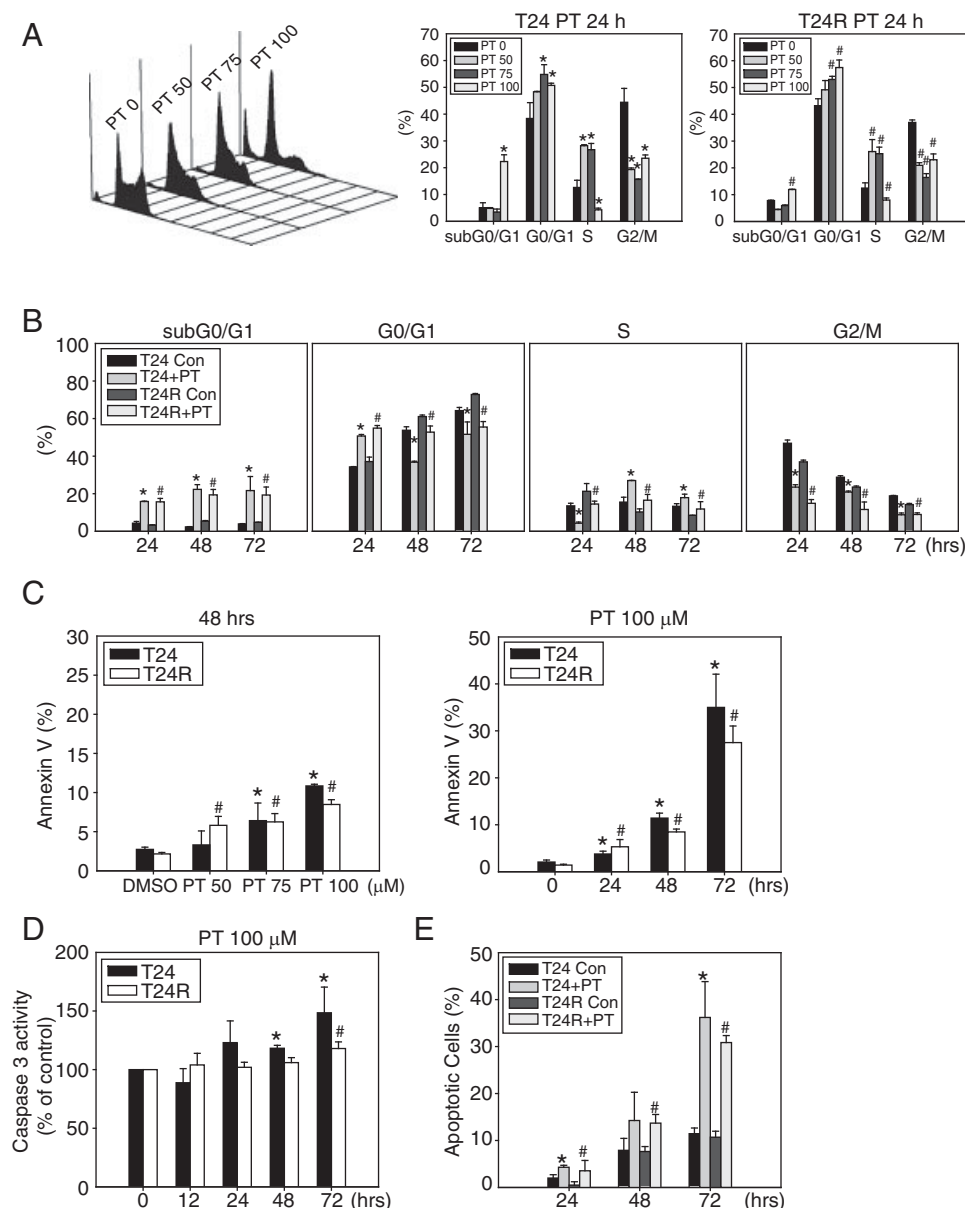 A
PT 0
PT 50
PT 75
PT 100
T24 PT 24 h
70
60
50
40
30
20
10
0
(%)
PT 0
PT 50
PT 75
PT 100
*
* *
* *
*
* * *
subG0/G1 G0/G1 S G2/M
T24R PT 24 h
70
60
50
40
30
20
10
0
(%)
PT 0
PT 50
PT 75
PT 100
#
# #
# # #
# # #
subG0/G1 G0/G1 S G2/M
B
subG0/G1 G0/G1 S G2/M
100
80
60
40
20
0
(%)
T24 Con
T24+PT
T24R Con
T24R+PT
* # * # * #
* # * # * #
* # * # * #
* # * # * #
24 48 72 24 48 72 24 48 72 24 48 72 (hrs)
C
48 hrs
30
25
20
15
10
5
0
Annexin V (%)
T24
T24R
# * # * #
DMSO PT 50 PT 75 PT 100 (μM)
PT 100 μM
50
40
30
20
10
0
Annexin V (%)
T24
T24R
* # * # * #
0 24 48 72 (hrs)
D
PT 100 μM
200
150
100
50
0
Caspase 3 activity
(% of control)
T24
T24R
* * #
0 12 24 48 72 (hrs)
E
50
40
30
20
10
0
Apoptotic Cells (%)
T24 Con
T24+PT
T24R Con
T24R+PT
* # # * #
24 48 72 (hrs)